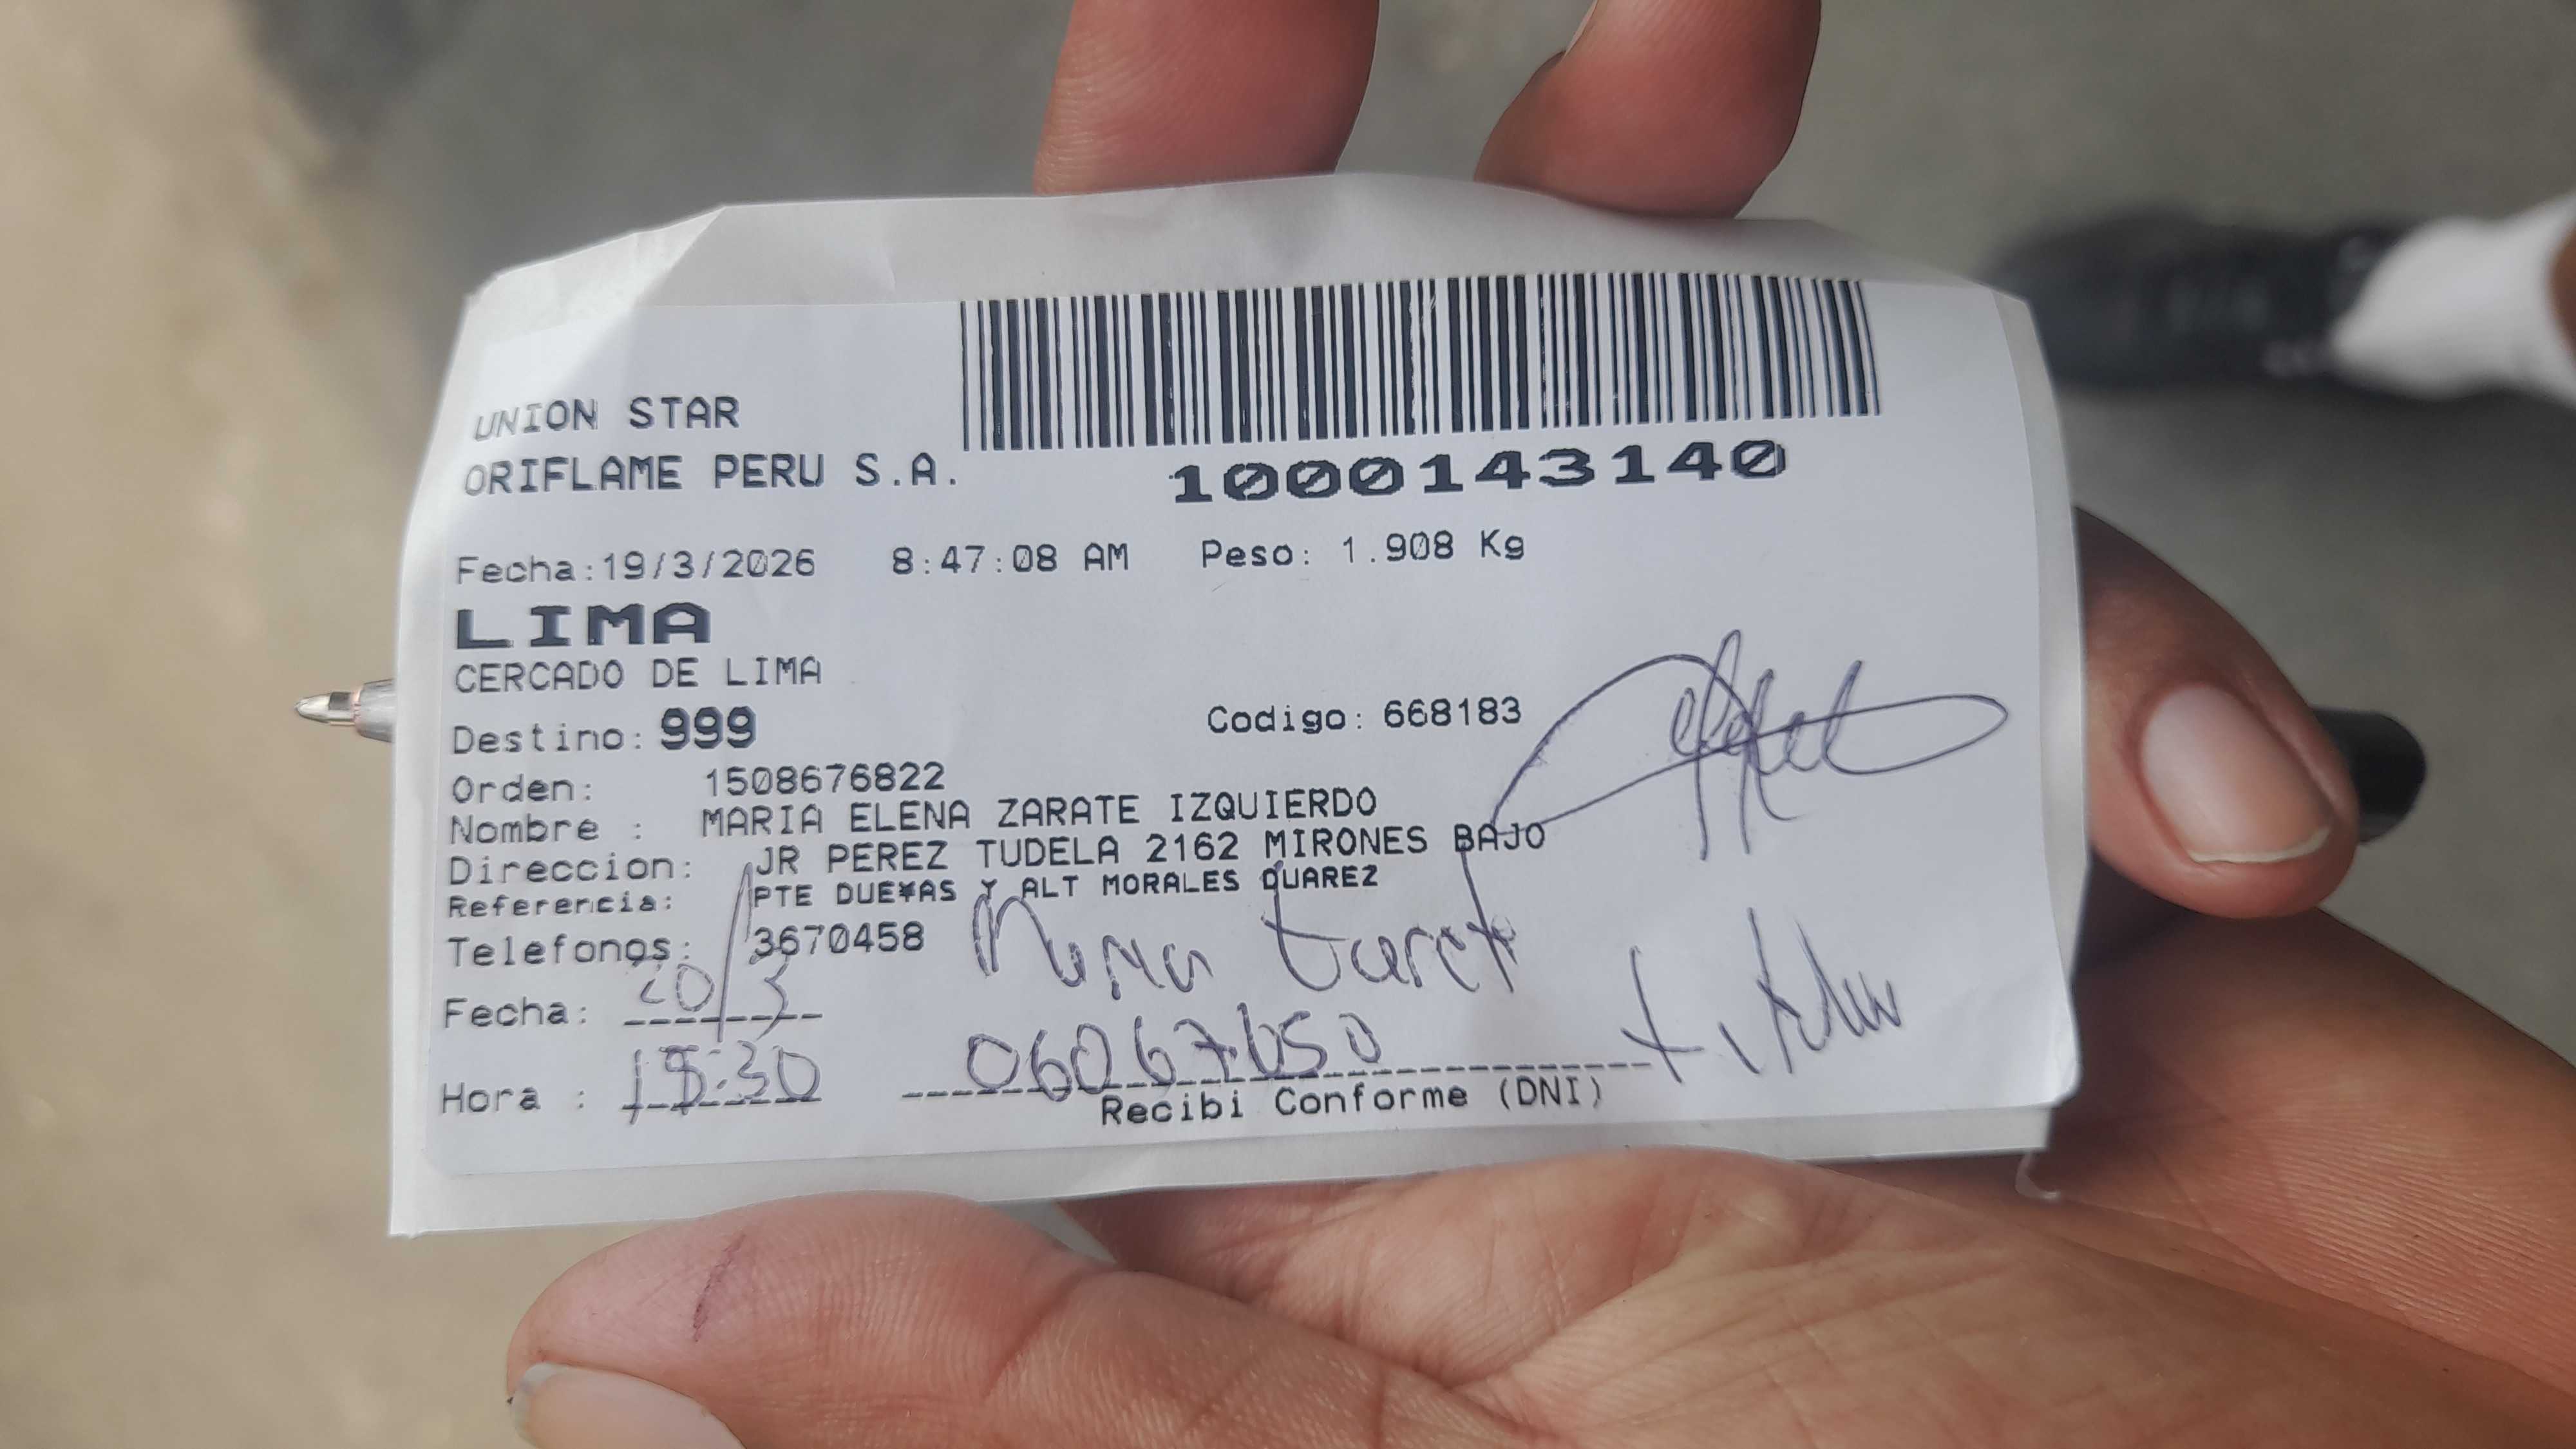 UNION STAR
ORIFLAME PERU S.A.
1000143140
Fecha:19/3/2026 8:47:08 AM Peso: 1.908 Kg
LIMA
CERCADO DE LIMA
Destino: 999 Codigo: 668183
Orden: 1508676822
Nombre : MARIA ELENA ZARATE IZQUIERDO
Direccion: JR PEREZ TUDELA 2162 MIRONES BAJO
Referencia: PTE DUE¥AS Y ALT MORALES DUAREZ
Telefonos: 3670458
Fecha: 20/3
Hora : 15:30 06067650
Recibi Conforme (DNI)